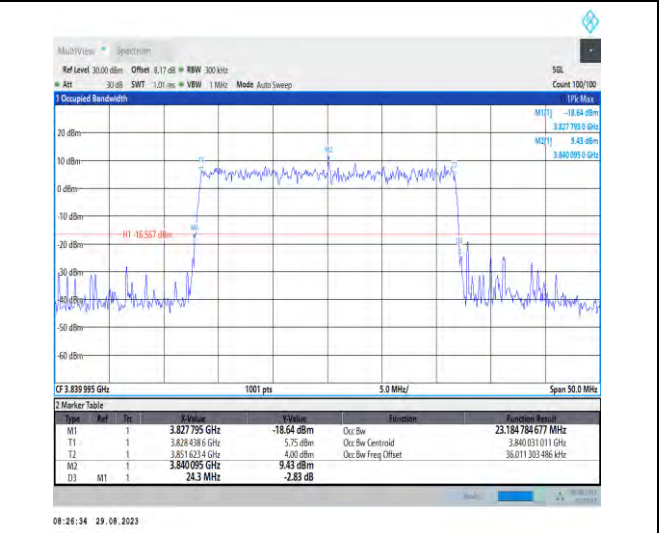 MultiView Spectrum
Ref Level 30.00 dBm Offset 8.17 dB RBW 300 kHz SGL
Att 30 dB SWT 1.01 ms VBW 1 MHz Mode Auto Sweep Count 100/100
1 Occupied Bandwidth 1Pk Max
M1[1] -18.64 dBm
3.827 795 0 GHz
M2[1] 9.43 dBm
3.840 095 0 GHz
20 dBm
M2
T1
T2
10 dBm
0 dBm
-10 dBm
M1
H1 -16.567 dBm
D3
-20 dBm
-30 dBm
-40 dBm
-50 dBm
-60 dBm
CF 3.839 995 GHz 1001 pts 5.0 MHz/ Span 50.0 MHz
2 Marker Table
Type Ref Trc X-Value Y-Value Function Function Result
M1 1 3.827 795 GHz -18.64 dBm Occ Bw 23.184 784 677 MHz
T1 1 3.828 438 6 GHz 5.75 dBm Occ Bw Centroid 3.840 031 011 GHz
T2 1 3.851 623 4 GHz 4.00 dBm Occ Bw Freq Offset 36.011 303 486 kHz
M2 1 3.840 095 GHz 9.43 dBm
D3 M1 1 24.3 MHz -2.83 dB
08:26:34 29.08.2023